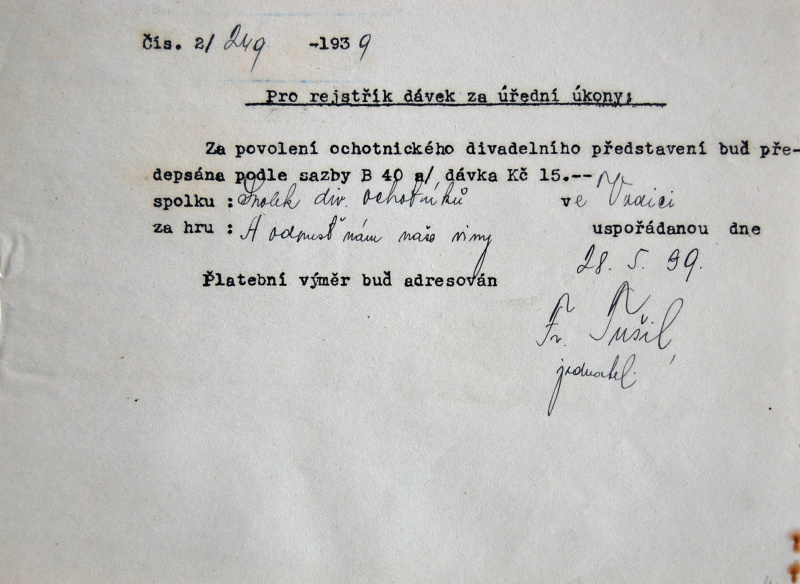 Čís. 2/ 249 -1939
Pro rejstřík dávek za úřední úkony:
Za povolení ochotnického divadelního představení buď pře-
depsána podle sazby B 40 a/ dávka Kč 15.--
spolku : Spolek div. ochotníků ve Vodici
za hru : A odpusť nám naše viny uspořádanou dne
28. 5. 39.
Platební výměr buď adresován
Fr. Tušil,
jednatel.